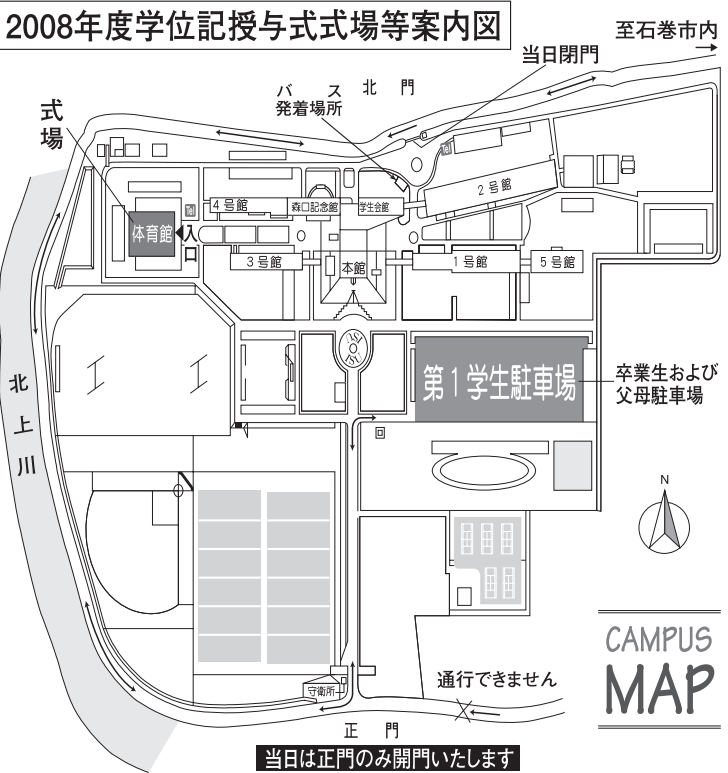 2008年度学位記授与式式場等案内図
至石巻市内
当日閉門
バス
発着場所
北門
式場
4号館
森口記念館
学生会館
2号館
体育館
入口
3号館
本館
1号館
5号館
ISU
ISU
第1学生駐車場
卒業生および
父母駐車場
北上川
N
CAMPUS
MAP
守衛所
通行できません
正門
当日は正門のみ開門いたします